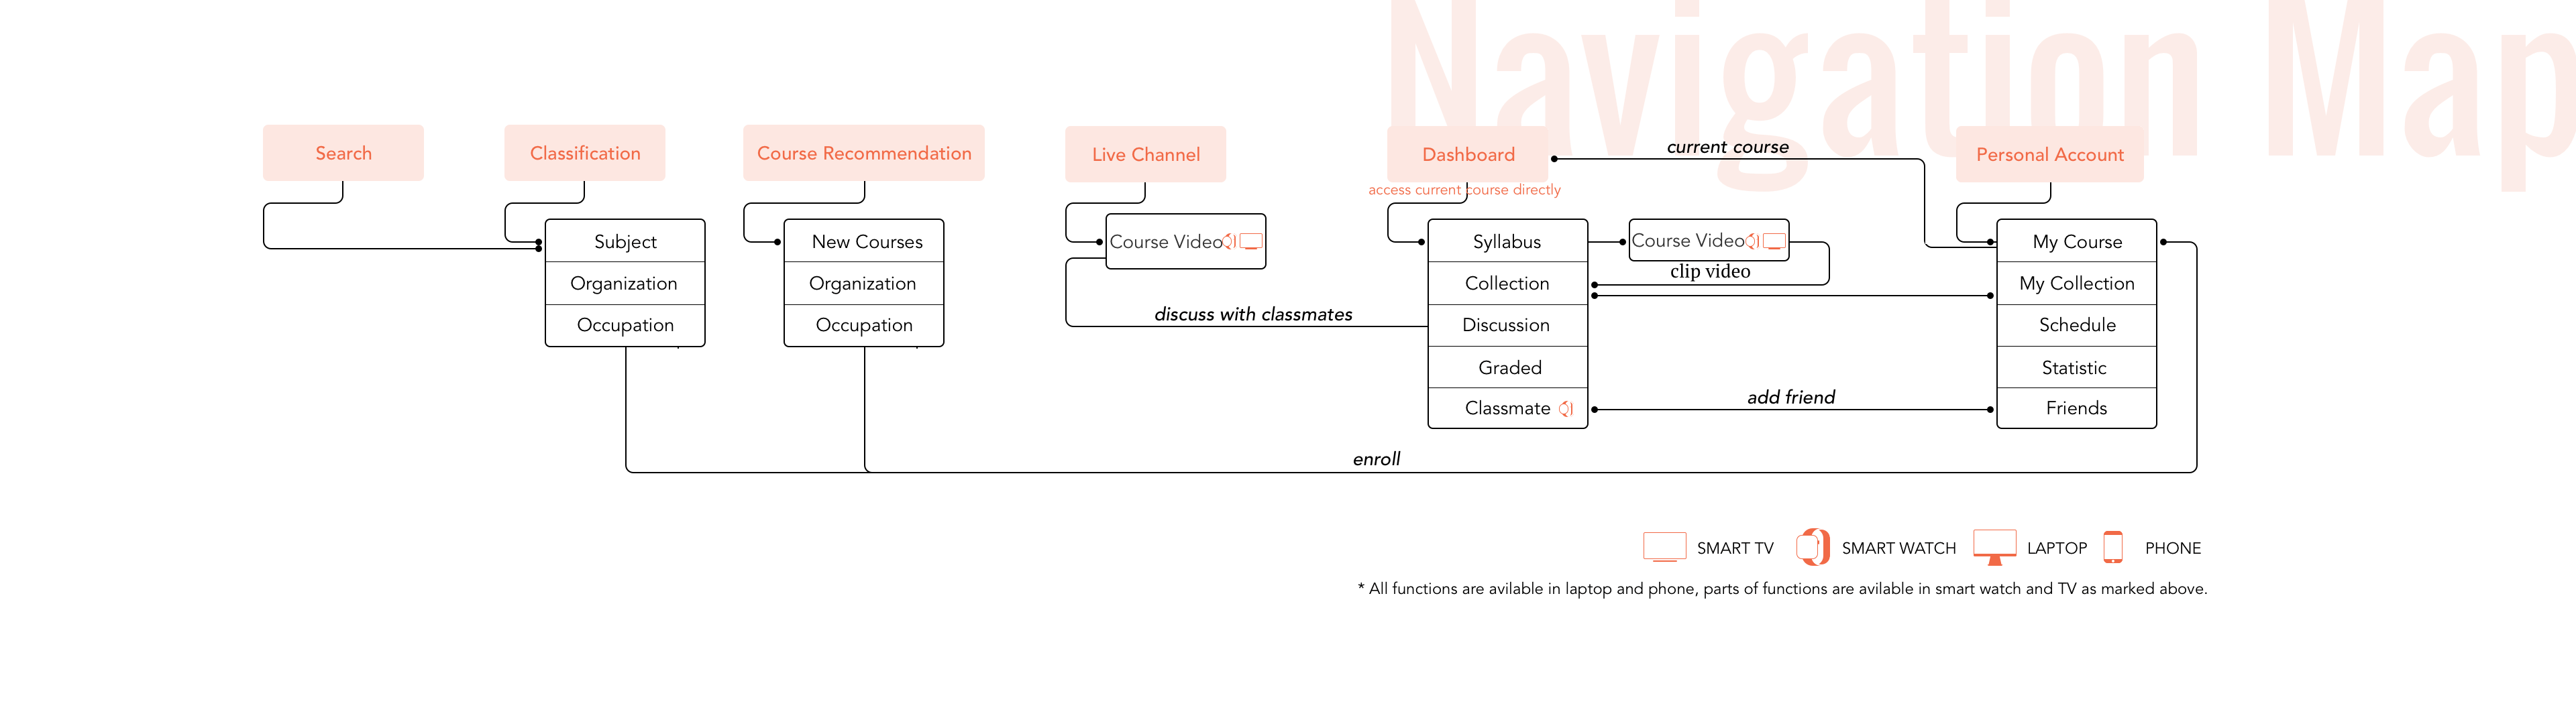 Navigation Map
Search
Classification
Course Recommendation
Live Channel
Dashboard
access current course directly
current course
Personal Account
Subject
Organization
Occupation
New Courses
Organization
Occupation
Course Video
discuss with classmates
Syllabus
Collection
Discussion
Graded
Classmate
Course Video
clip video
add friend
My Course
My Collection
Schedule
Statistic
Friends
enroll
SMART TV SMART WATCH LAPTOP PHONE
* All functions are avilable in laptop and phone, parts of functions are avilable in smart watch and TV as marked above.